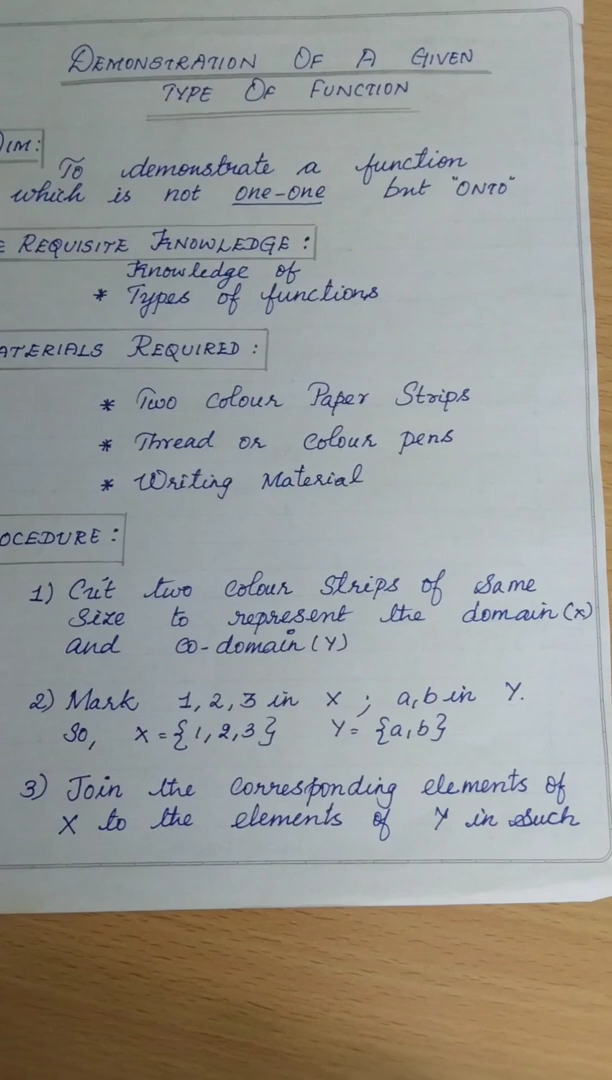 DEMONSTRATION OF A GIVEN
TYPE OF FUNCTION
AIM:
To demonstrate a function
which is not one-one but "ONTO"
E REQUISITE KNOWLEDGE:
Knowledge of
* Types of functions
ATERIALS REQUIRED:
* Two Colour Paper Strips
* Thread or Colour pens
* Writing Material
OCEDURE:
1) Cut two colour strips of same
size to represent the domain (X)
and co-domain (Y)
2) Mark 1, 2, 3 in X ; a, b in Y.
So, X = {1, 2, 3} Y = {a, b}
3) Join the corresponding elements of
X to the elements of Y in such